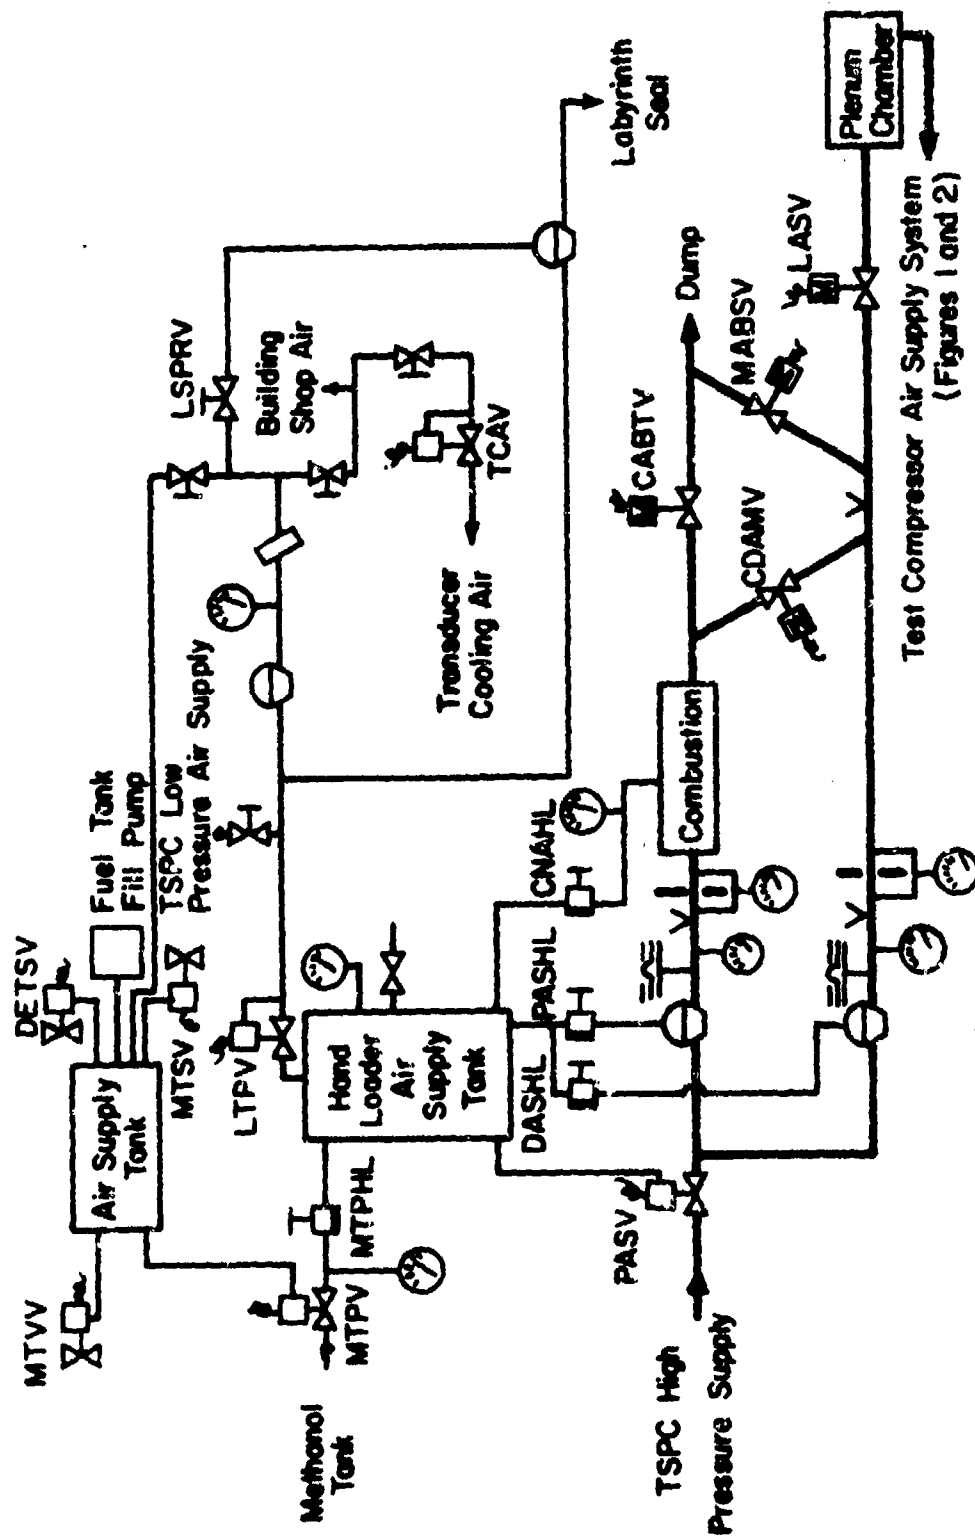 MTVV
DETSV
Air Supply
Tank
Fuel Tank
Fill Pump
TSPC Low
Pressure Air Supply
MTSV
LSPRV
Building
Shop Air
TCAV
Transducer
Cooling Air
Labyrinth
Seal
LTPV
Hand
Loader
Air
Supply
Tank
MTPHL
MTPV
Methanol
Tank
DASHL
PASHL
CNAHL
PASV
TSPC High
Pressure Supply
Combustion
CABTV
M
Dump
CDAMV
MABSV
LASV
M
Plenum
Chamber
Test Compressor Air Supply System
(Figures 1 and 2)